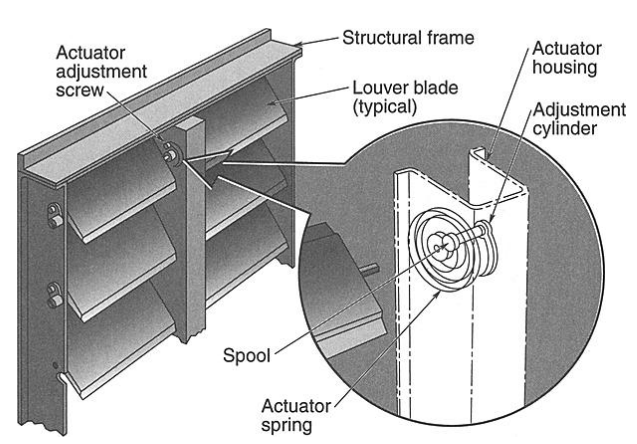 Structural frame
Actuator
adjustment
screw
Louver blade
(typical)
Actuator
housing
Adjustment
cylinder
Spool
Actuator
spring